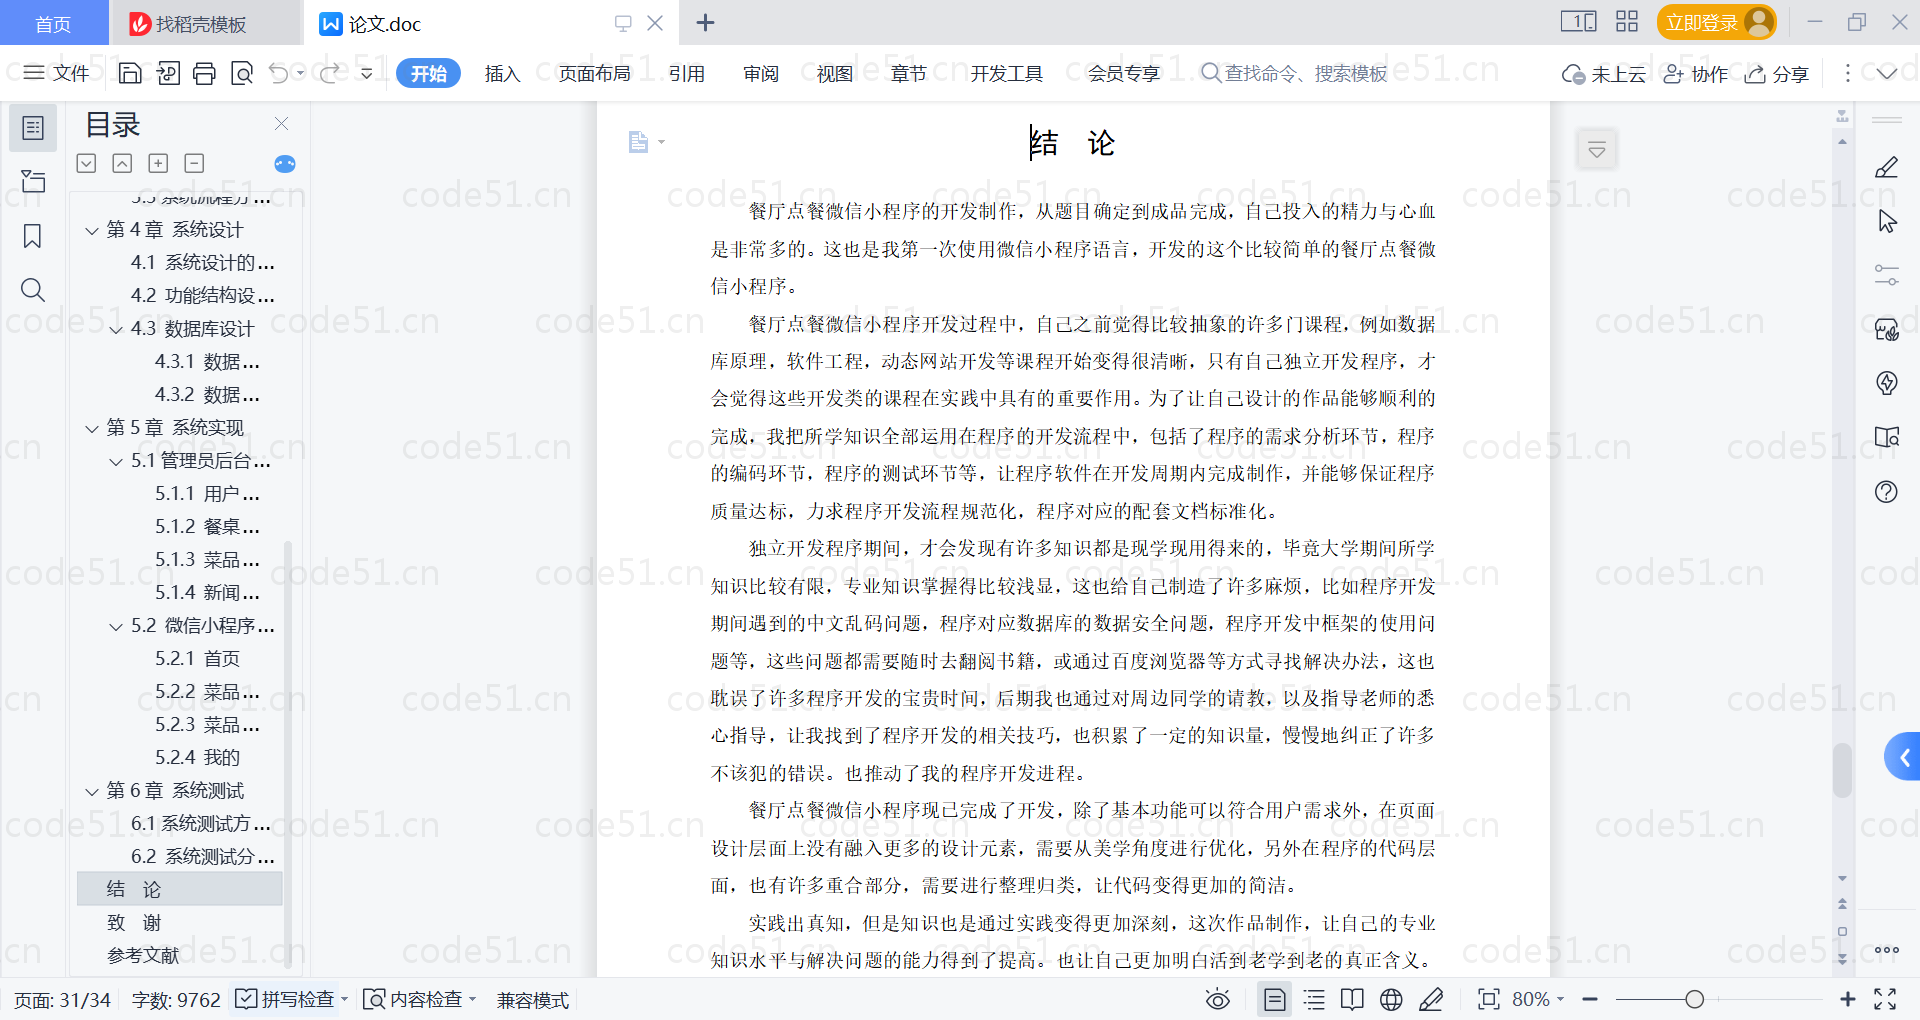 首页
找稻壳模板
论文.doc
立即登录
文件
开始
插入
页面布局
引用
审阅
视图
章节
开发工具
会员专享
查找命令、搜索模板
未上云
协作
分享
目录
3.3 系统流程分...
第 4 章 系统设计
4.1 系统设计的...
4.2 功能结构设...
4.3 数据库设计
4.3.1 数据...
4.3.2 数据...
第 5 章 系统实现
5.1 管理员后台...
5.1.1 用户...
5.1.2 餐桌...
5.1.3 菜品...
5.1.4 新闻...
5.2 微信小程序...
5.2.1 首页
5.2.2 菜品...
5.2.3 菜品...
5.2.4 我的
第 6 章 系统测试
6.1 系统测试方...
6.2 系统测试分...
结 论
致 谢
参考文献
结 论
餐厅点餐微信小程序的开发制作，从题目确定到成品完成，自己投入的精力与心血
是非常多的。这也是我第一次使用微信小程序语言，开发的这个比较简单的餐厅点餐微
信小程序。
餐厅点餐微信小程序开发过程中，自己之前觉得比较抽象的许多门课程，例如数据
库原理，软件工程，动态网站开发等课程开始变得很清晰，只有自己独立开发程序，才
会觉得这些开发类的课程在实践中具有的重要作用。为了让自己设计的作品能够顺利的
完成，我把所学知识全部运用在程序的开发流程中，包括了程序的需求分析环节，程序
的编码环节，程序的测试环节等，让程序软件在开发周期内完成制作，并能够保证程序
质量达标，力求程序开发流程规范化，程序对应的配套文档标准化。
独立开发程序期间，才会发现有许多知识都是现学现用得来的，毕竟大学期间所学
知识比较有限，专业知识掌握得比较浅显，这也给自己制造了许多麻烦，比如程序开发
期间遇到的中文乱码问题，程序对应数据库的数据安全问题，程序开发中框架的使用问
题等，这些问题都需要随时去翻阅书籍，或通过百度浏览器等方式寻找解决办法，这也
耽误了许多程序开发的宝贵时间，后期我也通过对周边同学的请教，以及指导老师的悉
心指导，让我找到了程序开发的相关技巧，也积累了一定的知识量，慢慢地纠正了许多
不该犯的错误。也推动了我的程序开发进程。
餐厅点餐微信小程序现已完成了开发，除了基本功能可以符合用户需求外，在页面
设计层面上没有融入更多的设计元素，需要从美学角度进行优化，另外在程序的代码层
面，也有许多重合部分，需要进行整理归类，让代码变得更加的简洁。
实践出真知，但是知识也是通过实践变得更加深刻，这次作品制作，让自己的专业
知识水平与解决问题的能力得到了提高。也让自己更加明白活到老学到老的真正含义。
页面: 31/34
字数: 9762
拼写检查
内容检查
兼容模式
80%
code51.cn